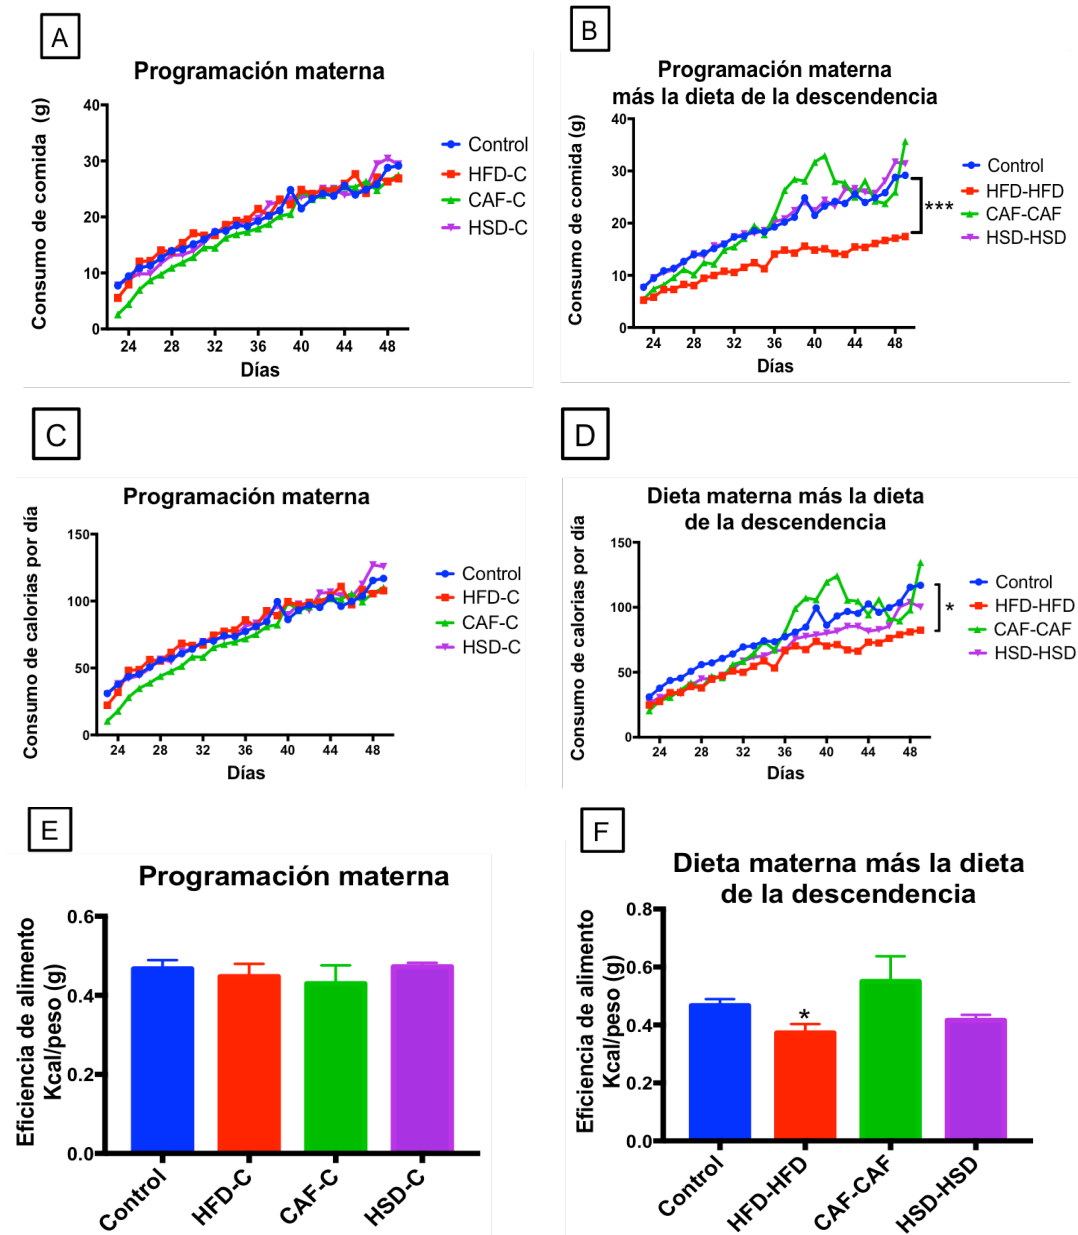 A
Programación materna
Consumo de comida (g)
40
30
20
10
0
24 28 32 36 40 44 48
Días
Control
HFD-C
CAF-C
HSD-C
B
Programación materna
más la dieta de la descendencia
Consumo de comida (g)
40
30
20
10
0
24 28 32 36 40 44 48
Días
***
Control
HFD-HFD
CAF-CAF
HSD-HSD
C
Programación materna
Consumo de calorias por día
150
100
50
0
24 28 32 36 40 44 48
Días
Control
HFD-C
CAF-C
HSD-C
D
Dieta materna más la dieta
de la descendencia
Consumo de calorias por día
150
100
50
0
24 28 32 36 40 44 48
Días
*
Control
HFD-HFD
CAF-CAF
HSD-HSD
E
Programación materna
Eficiencia de alimento
Kcal/peso (g)
0.6
0.4
0.2
0.0
Control
HFD-C
CAF-C
HSD-C
F
Dieta materna más la dieta
de la descendencia
Eficiencia de alimento
Kcal/peso (g)
0.8
0.6
0.4
0.2
0.0
*
Control
HFD-HFD
CAF-CAF
HSD-HSD